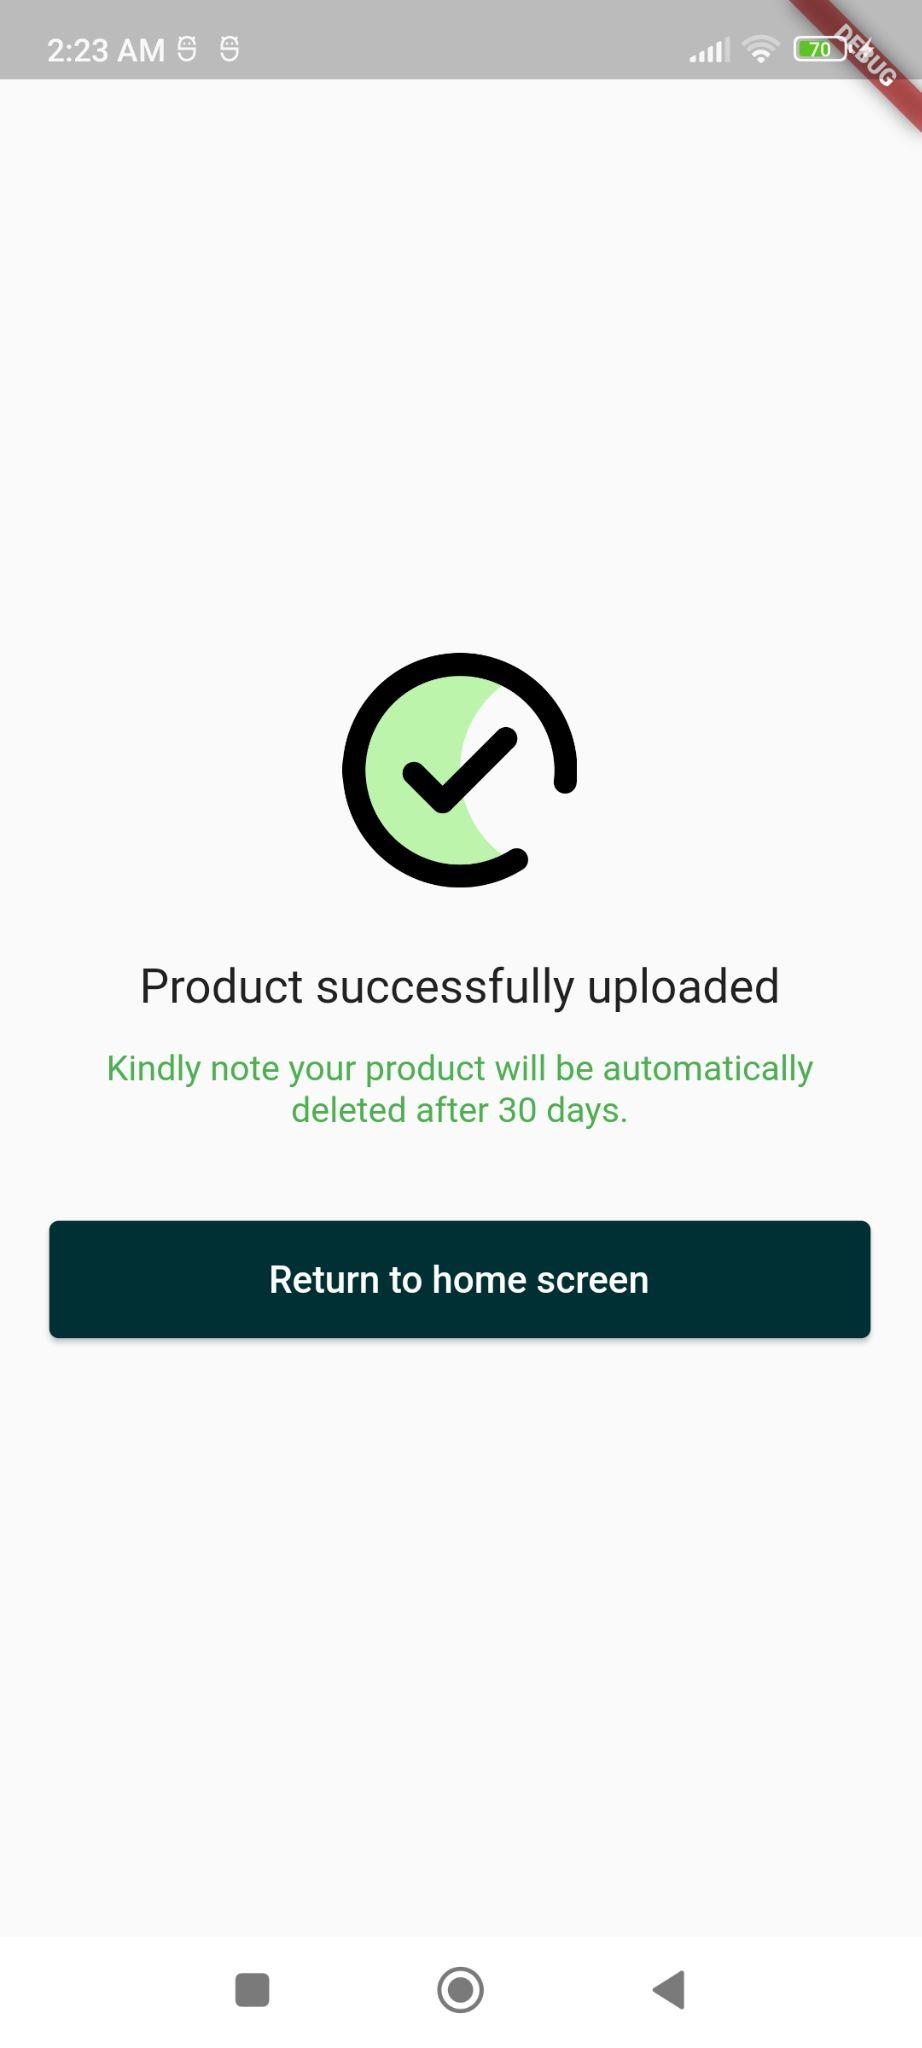 2:23 AM
70
DEBUG
Product successfully uploaded
Kindly note your product will be automatically
deleted after 30 days.
Return to home screen